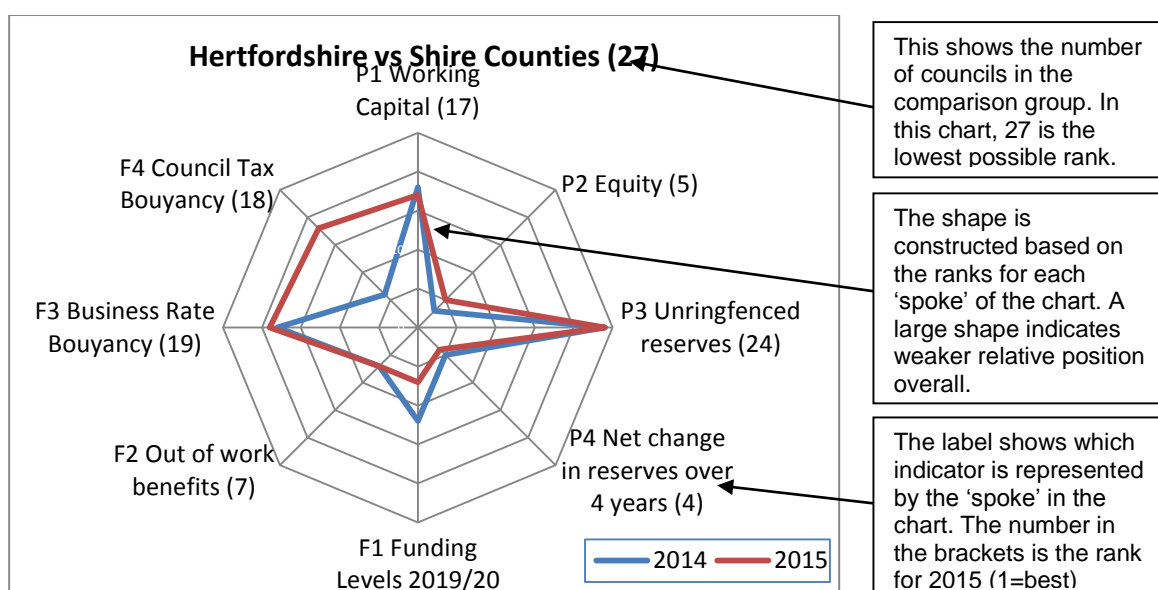 Hertfordshire vs Shire Counties (27)
P1 Working
Capital (17)
P2 Equity (5)
P3 Unringfenced
reserves (24)
P4 Net change
in reserves over
4 years (4)
F1 Funding
Levels 2019/20
F2 Out of work
benefits (7)
F3 Business Rate
Bouyancy (19)
F4 Council Tax
Bouyancy (18)
2014
2015
This shows the number
of councils in the
comparison group. In
this chart, 27 is the
lowest possible rank.
The shape is
constructed based on
the ranks for each
‘spoke’ of the chart. A
large shape indicates
weaker relative position
overall.
The label shows which
indicator is represented
by the ‘spoke’ in the
chart. The number in
the brackets is the rank
for 2015 (1=best)